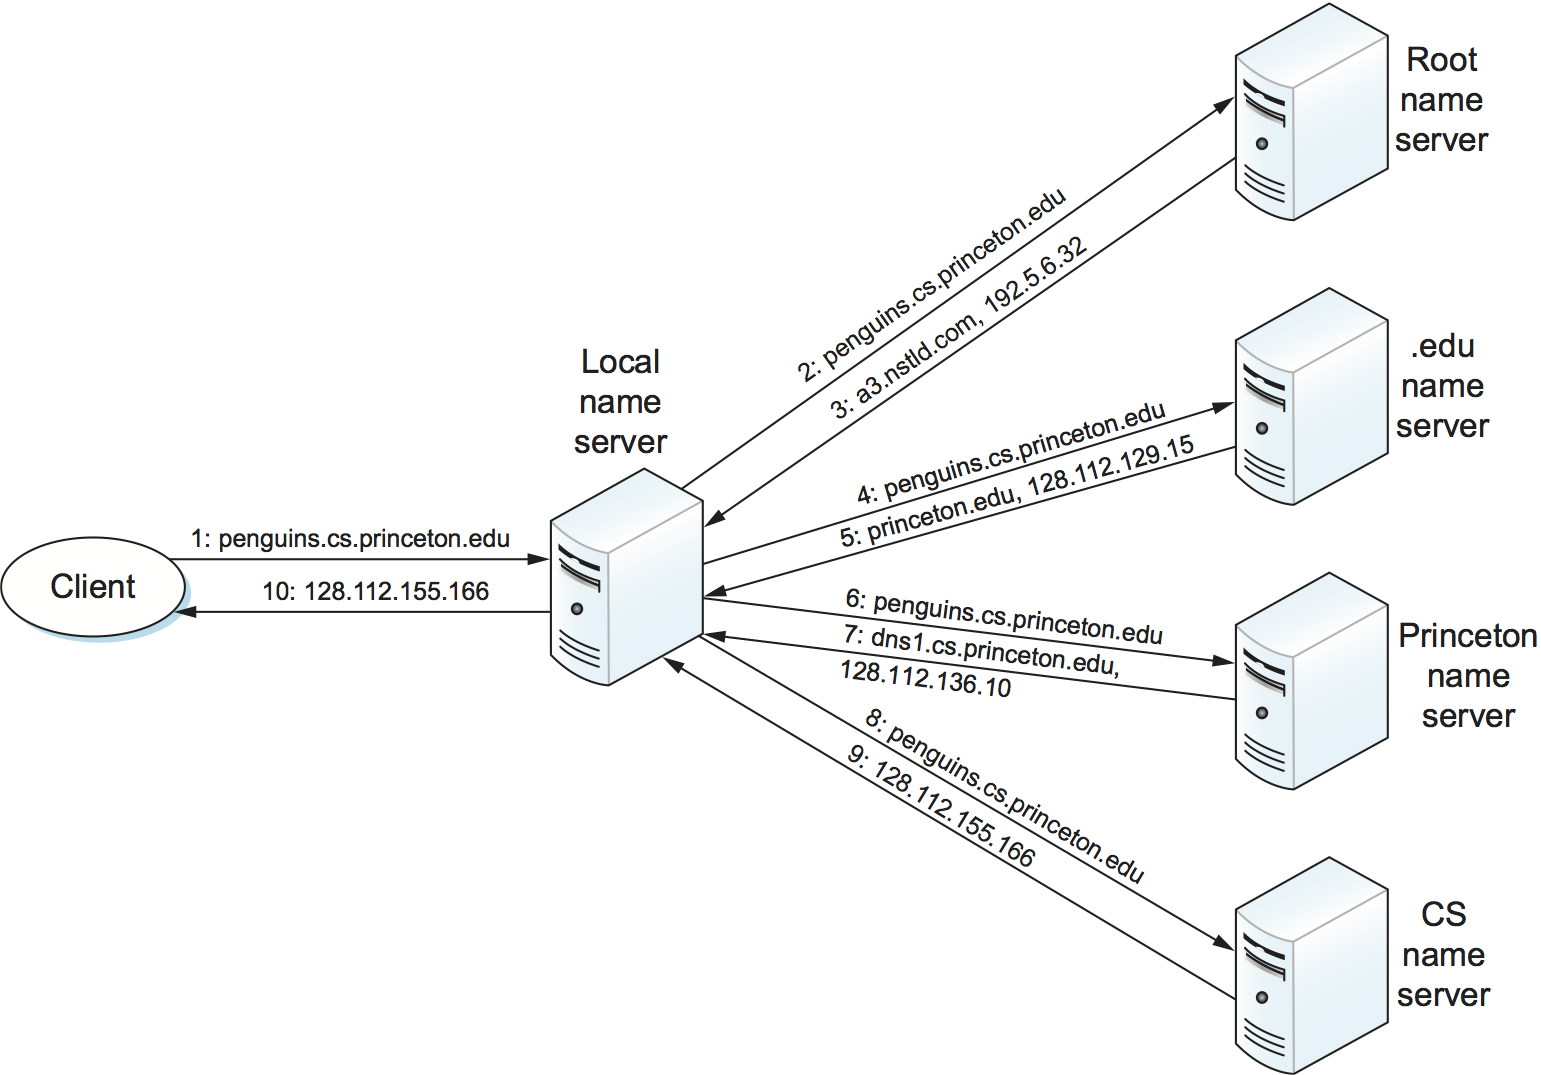 Root
name
server
2: penguins.cs.princeton.edu
3: a3.nstld.com, 192.5.6.32
.edu
name
server
Local
name
server
4: penguins.cs.princeton.edu
5: princeton.edu, 128.112.129.15
1: penguins.cs.princeton.edu
Client
10: 128.112.155.166
6: penguins.cs.princeton.edu
7: dns1.cs.princeton.edu,
128.112.136.10
Princeton
name
server
8: penguins.cs.princeton.edu
9: 128.112.155.166
CS
name
server